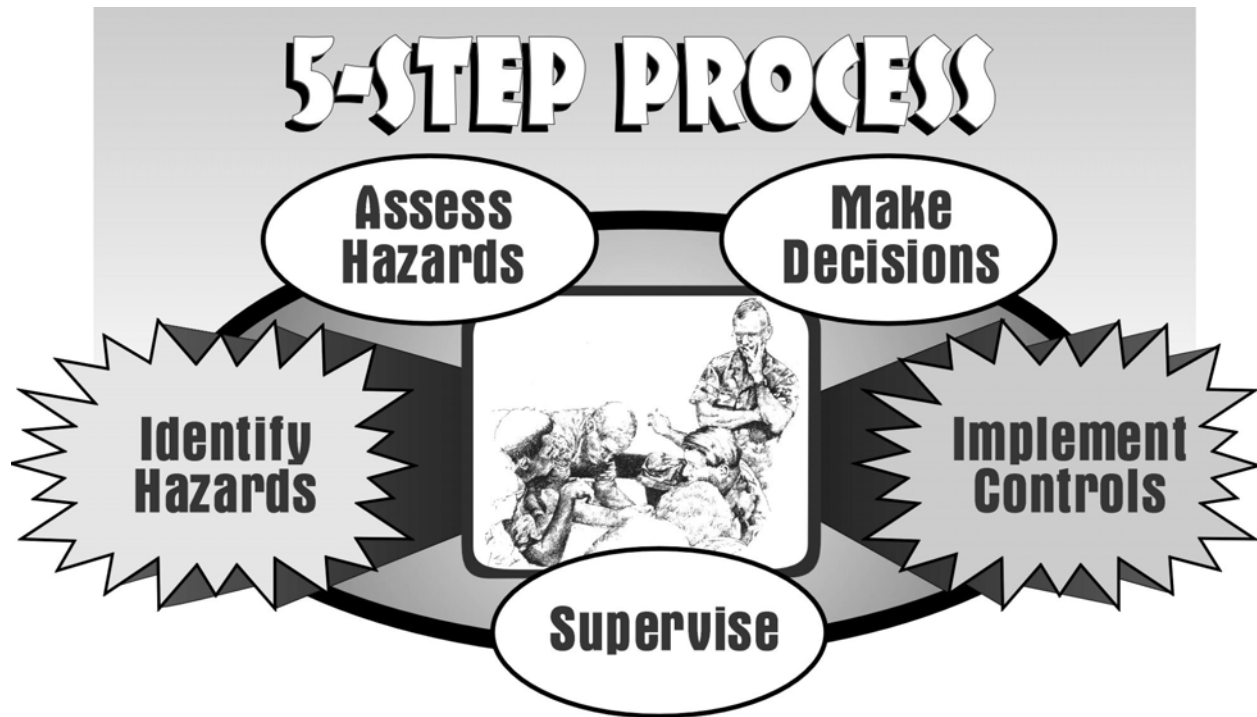 5-STEP PROCESS
Assess
Hazards
Make
Decisions
Identify
Hazards
Implement
Controls
Supervise